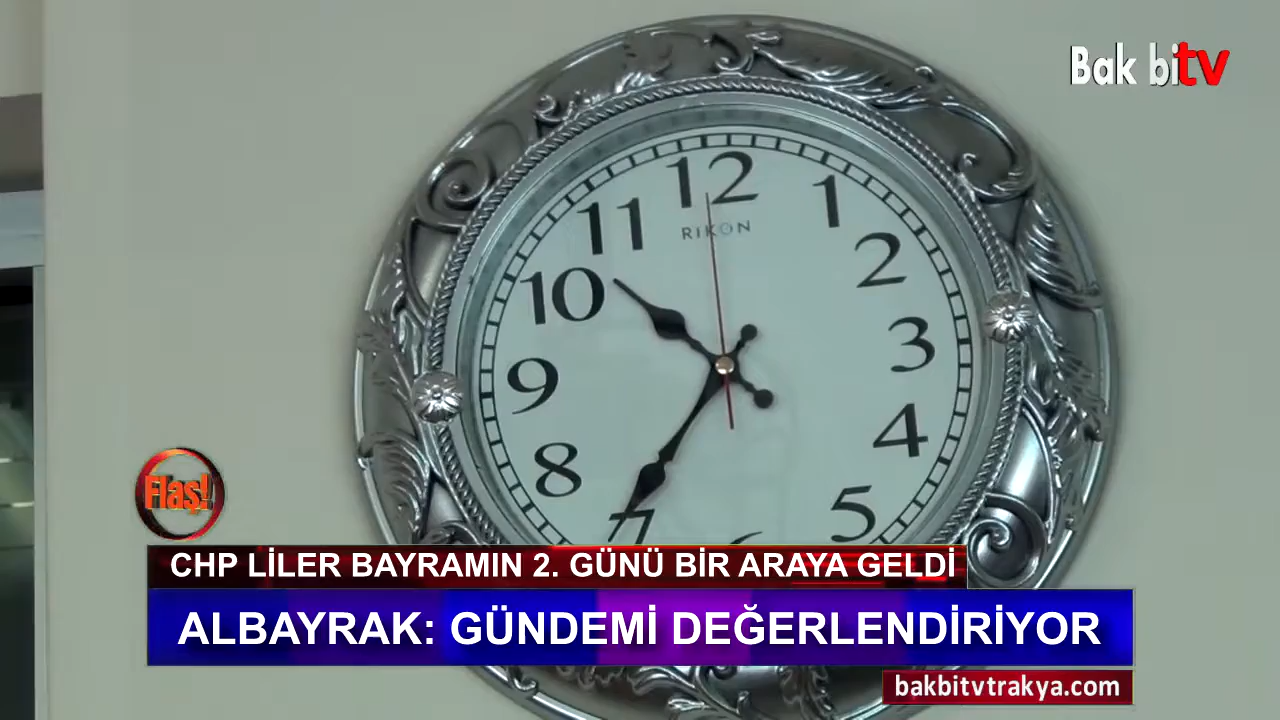 Bak bitv
12
1
11
RIKON
2
10
3
9
4
8
5
7
Flaş!
CHP LİLER BAYRAMIN 2. GÜNÜ BİR ARAYA GELDİ
ALBAYRAK: GÜNDEMİ DEĞERLENDİRİYOR
bakbitvtrakya.com